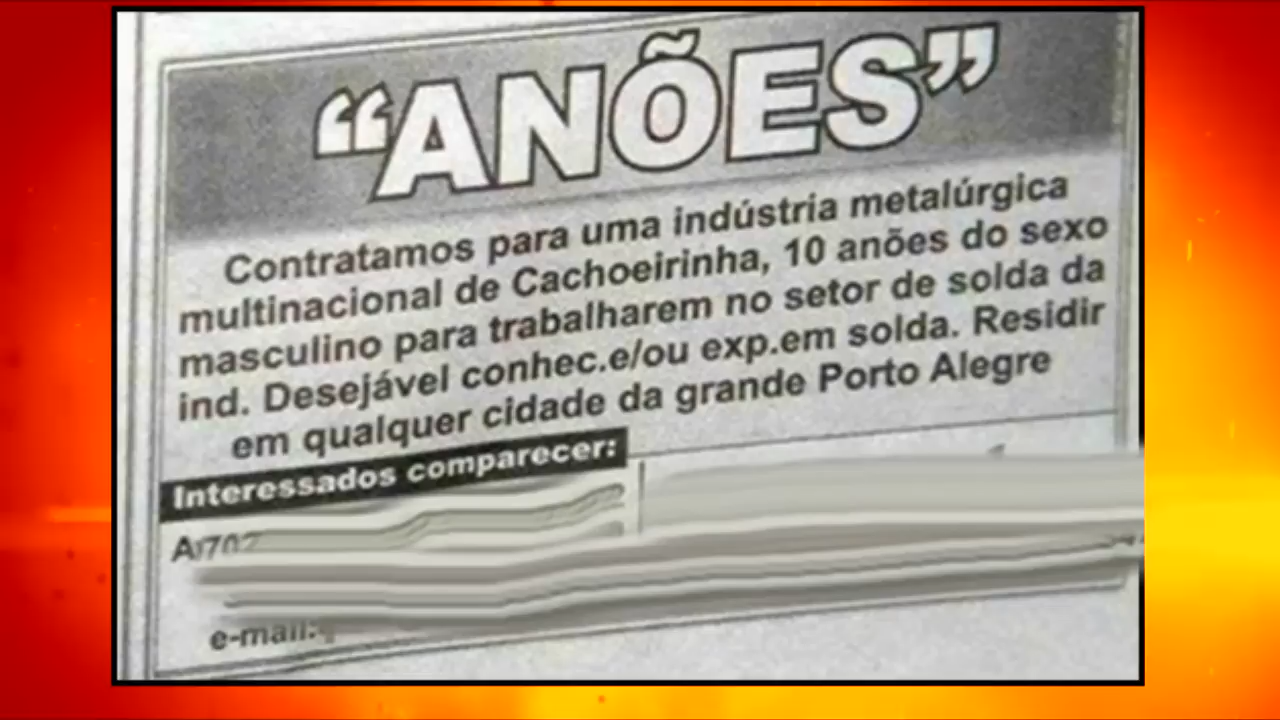 “ANÕES”
Contratamos para uma indústria metalúrgica
multinacional de Cachoeirinha, 10 anões do sexo
masculino para trabalharem no setor de solda da
ind. Desejável conhec.e/ou exp.em solda. Residir
em qualquer cidade da grande Porto Alegre
Interessados comparecer:
e-mail: